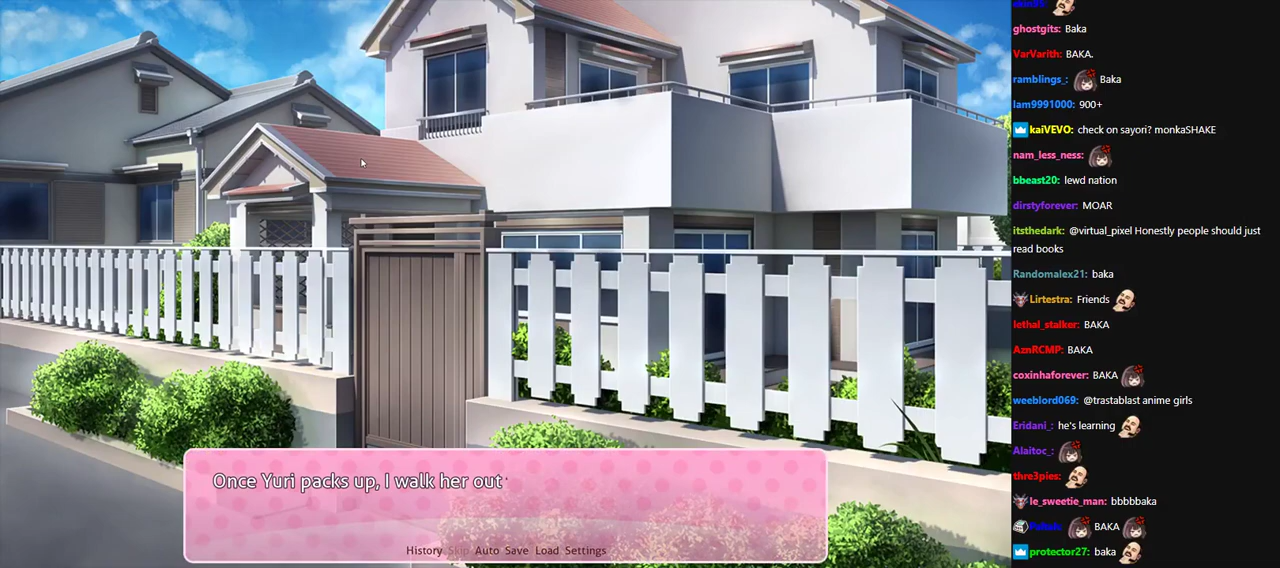 Once Yuri packs up, I walk her out
History Skip Auto Save Load Settings
ghostgits: Baka
VarVarith: BAKA.
ramblings_: Baka
lam9991000: 900+
kaiVEVO: check on sayori? monkaSHAKE
nam_less_ness:
bbeast20: lewd nation
dirstyforever: MOAR
itsthedark: @virtual_pixel Honestly people should just
read books
Randomalex21: baka
Lirtestra: Friends
lethal_stalker: BAKA
AznRCMP: BAKA
coxinhaforever: BAKA
weeblord069: @trastablast anime girls
Eridani_: he's learning
Alaitoc_:
thre3pies:
le_sweetie_man: bbbbbaka
BAKA
protector27: baka